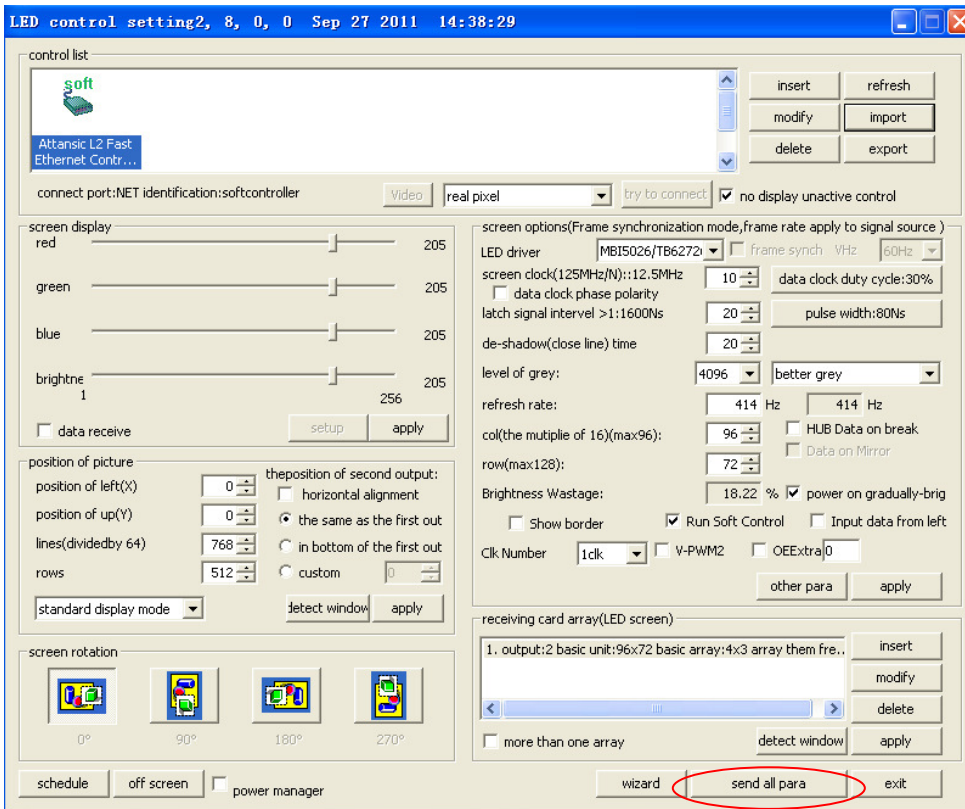 LED control setting2, 8, 0, 0 Sep 27 2011 14:38:29
control list
soft
Attansic L2 Fast
Ethernet Contr...
insert
refresh
modify
import
delete
export
connect port:NET identification:softcontroller
Video
real pixel
try to connect
no display unactive control
screen display
red
205
green
205
blue
205
brightne
205
1
256
data receive
setup
apply
position of picture
position of left(X)
0
position of up(Y)
0
lines(dividedby 64)
768
rows
512
standard display mode
theposition of second output:
horizontal alignment
the same as the first out
in bottom of the first out
custom
0
detect window
apply
screen rotation
0°
90°
180°
270°
screen options(Frame synchronization mode,frame rate apply to signal source )
LED driver
MBI5026/TB6272
frame synch VHz
60Hz
screen clock(125MHz/N)::12.5MHz
10
data clock duty cycle:30%
data clock phase polarity
latch signal intervel >1:1600Ns
20
pulse width:80Ns
de-shadow(close line) time
20
level of grey:
4096
better grey
refresh rate:
414 Hz
414 Hz
col(the mutiplie of 16)(max96):
96
HUB Data on break
Data on Mirror
row(max128):
72
Brightness Wastage:
18.22 %
power on gradually-brig
Show border
Run Soft Control
Input data from left
Clk Number
1clk
V-PWM2
OEExtra
0
other para
apply
receiving card array(LED screen)
1. output:2 basic unit:96x72 basic array:4x3 array them fre..
insert
modify
delete
more than one array
detect window
apply
schedule
off screen
power manager
wizard
send all para
exit